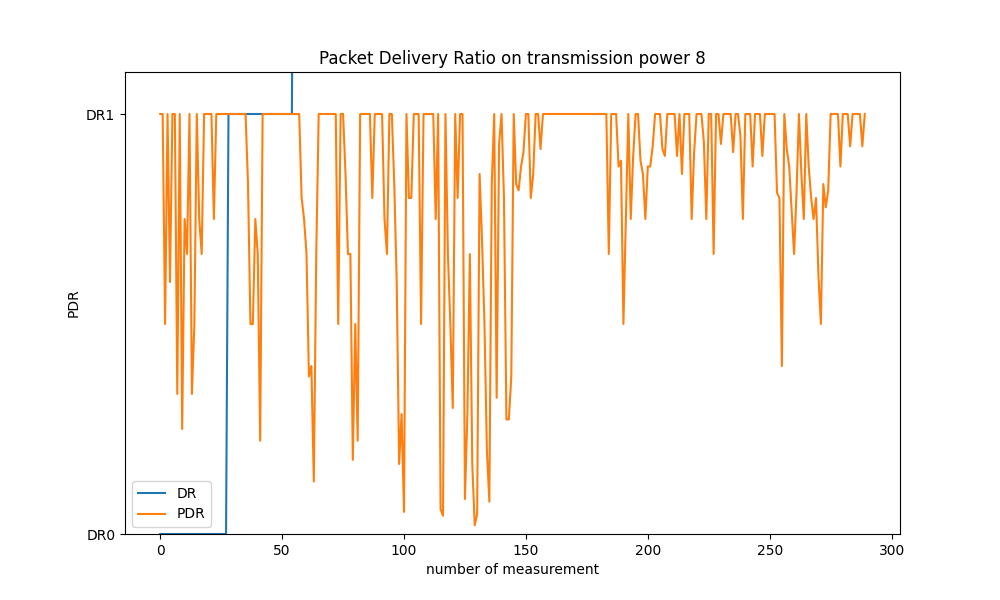 Packet Delivery Ratio on transmission power 8
DR1
PDR
DR0
DR
PDR
0 50 100 150 200 250 300
number of measurement